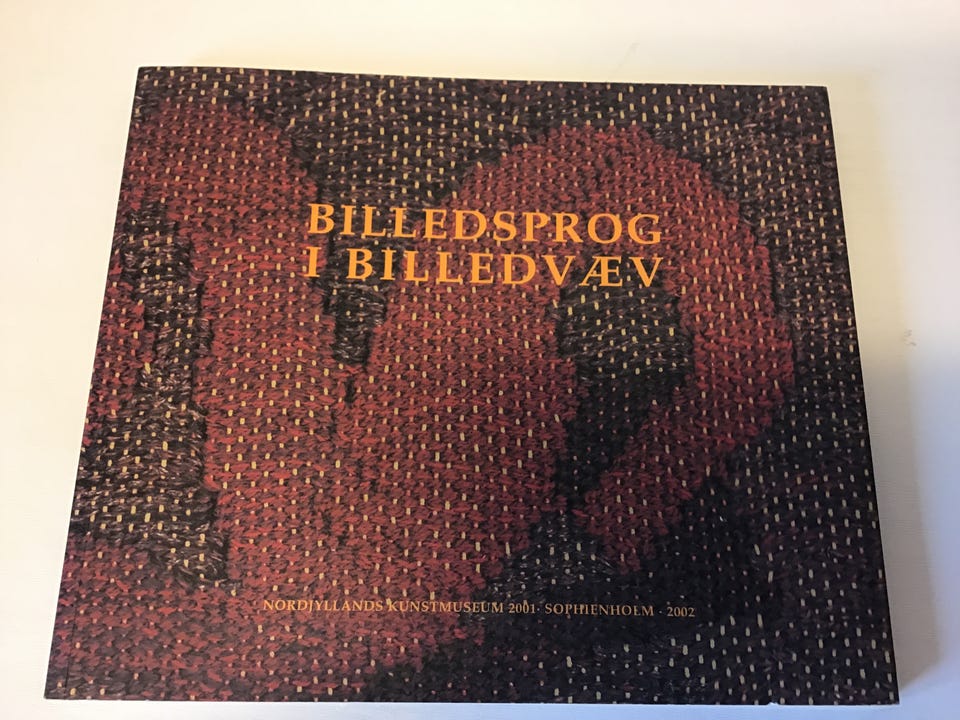 BILLEDSPROG
I BILLEDVÆV
NORDJYLLANDS KUNSTMUSEUM 2001· SOPHIENHOLM · 2002